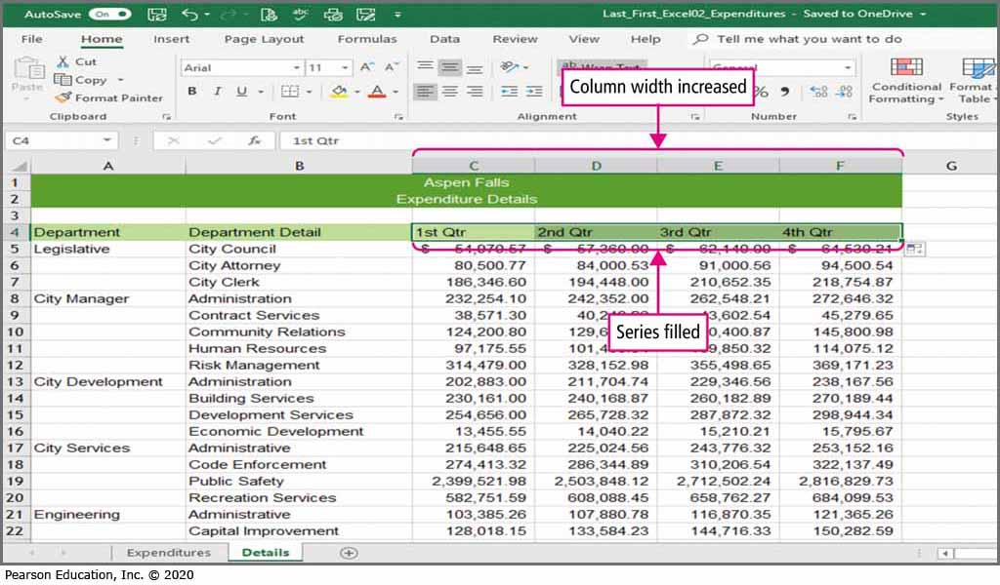 AutoSave On abc Last_First_Excel02_Expenditures - Saved to OneDrive
File Home Insert Page Layout Formulas Data Review View Help Tell me what you want to do
Paste Cut Arial 11 A A ab General Conditional Format
Copy B I U A Column width increased % 9 Formatting Table
Format Painter
Clipboard Font Alignment Number Styles
C4 fx 1st Qtr
A B C D E F G
1 Aspen Falls
2 Expenditure Details
3
4 Department Department Detail 1st Qtr 2nd Qtr 3rd Qtr 4th Qtr
5 Legislative City Council $ 54,970.57 $ 57,360.00 $ 62,140.00 $ 64,530.21
6 City Attorney 80,500.77 84,000.53 91,000.56 94,500.54
7 City Clerk 186,346.60 194,448.00 210,652.35 218,754.87
8 City Manager Administration 232,254.10 242,352.00 262,548.21 272,646.32
9 Contract Services 38,571.30 3,602.54 45,279.65
10 Community Relations 124,200.80 129,6 Series filled 0,400.87 145,800.98
11 Human Resources 97,175.55 101, 9,850.32 114,075.12
12 Risk Management 314,479.00 328,152.98 355,498.65 369,171.23
13 City Development Administration 202,883.00 211,704.74 229,346.56 238,167.56
14 Building Services 230,161.00 240,168.87 260,182.89 270,189.44
15 Development Services 254,656.00 265,728.32 287,872.32 298,944.34
16 Economic Development 13,455.55 14,040.22 15,210.21 15,795.67
17 City Services Administrative 215,648.65 225,024.56 243,776.32 253,152.16
18 Code Enforcement 274,413.32 286,344.89 310,206.54 322,137.49
19 Public Safety 2,399,521.98 2,503,848.12 2,712,502.24 2,816,829.73
20 Recreation Services 582,751.59 608,088.45 658,762.27 684,099.53
21 Engineering Administrative 103,385.26 107,880.78 116,870.35 121,365.26
22 Capital Improvement 128,018.15 133,584.23 144,716.33 150,282.59
Expenditures Details
Pearson Education, Inc. © 2020